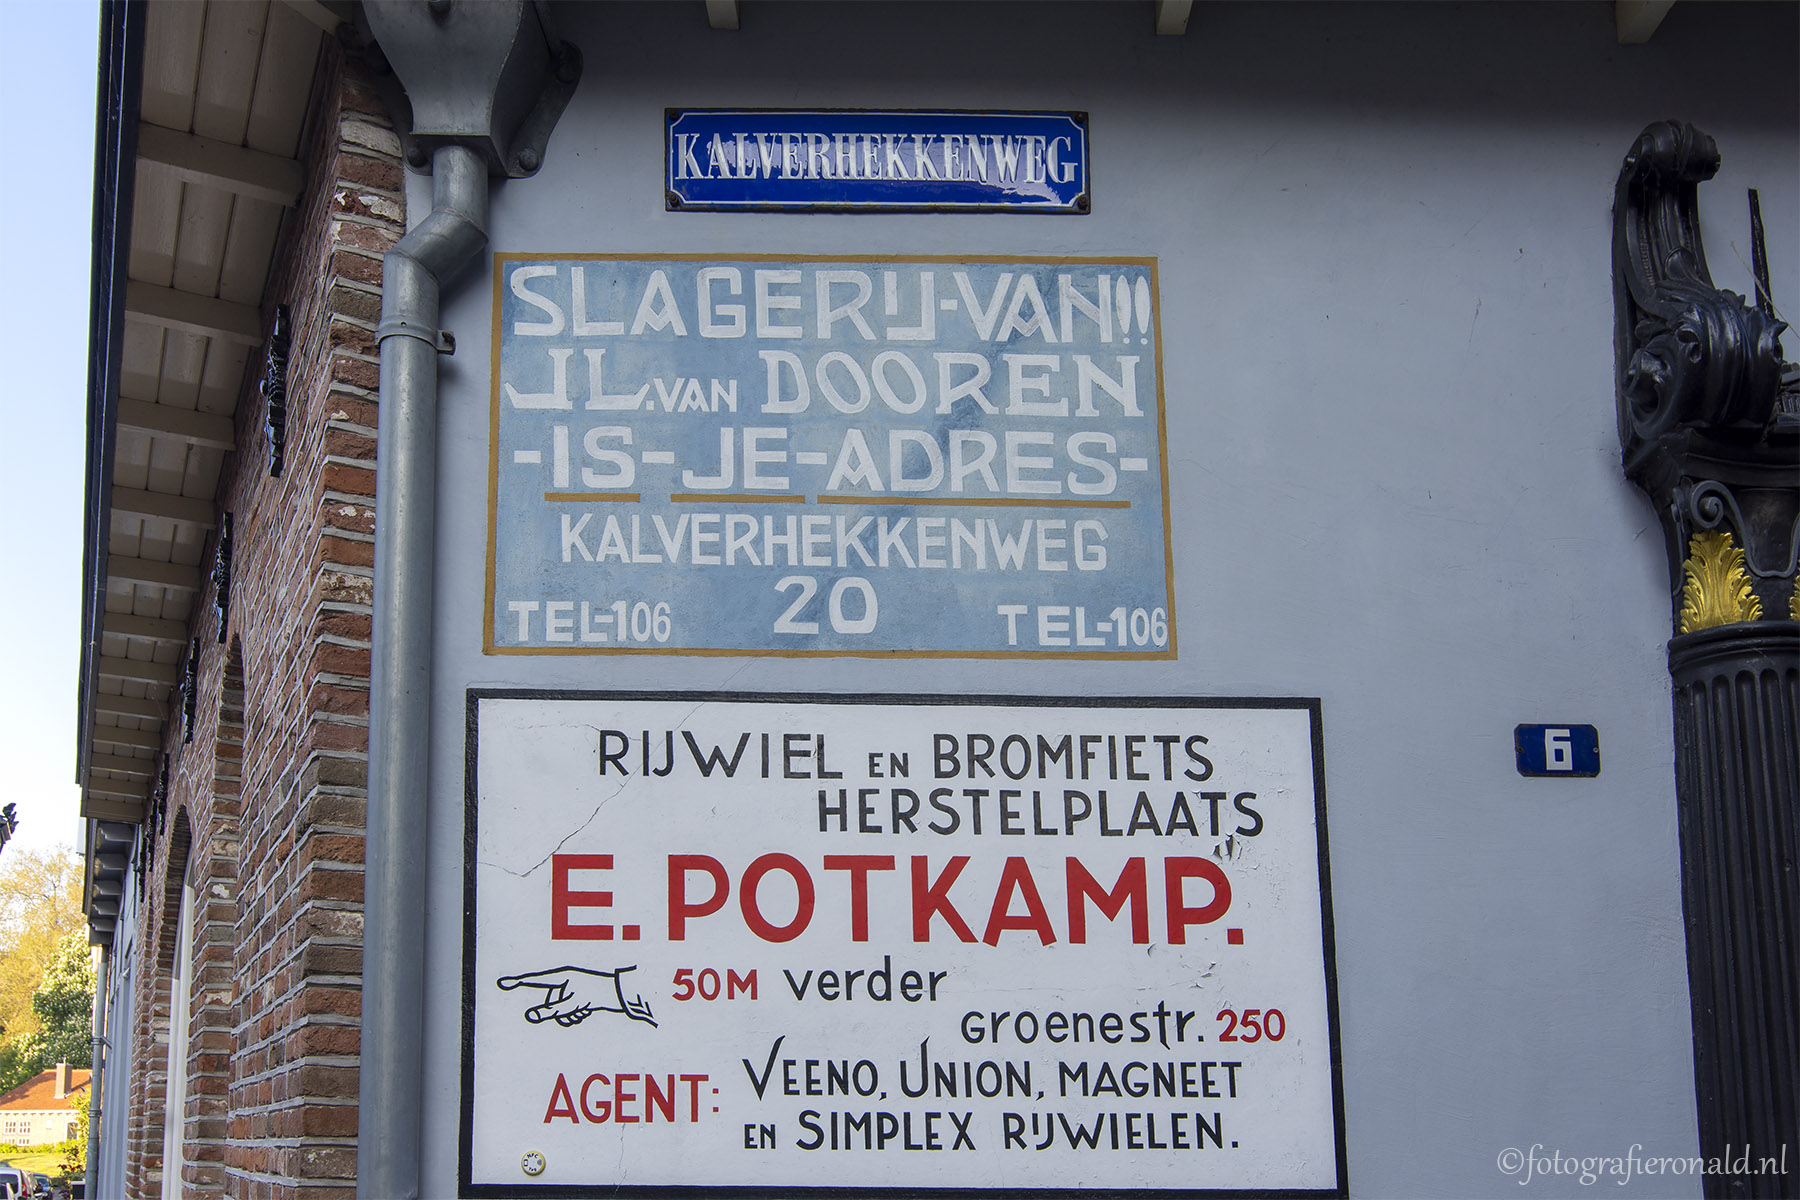 KALVERHEKKENWEG
SLAGERIJ-VAN!!
JL. VAN DOOREN
-IS-JE-ADRES-
KALVERHEKKENWEG
20
TEL-106 TEL-106
RIJWIEL EN BROMFIETS
HERSTELPLAATS
E. POTKAMP.
50M verder
Groenestr. 250
AGENT: VEENO, UNION, MAGNEET
EN SIMPLEX RIJWIELEN.
6
©fotografieronald.nl